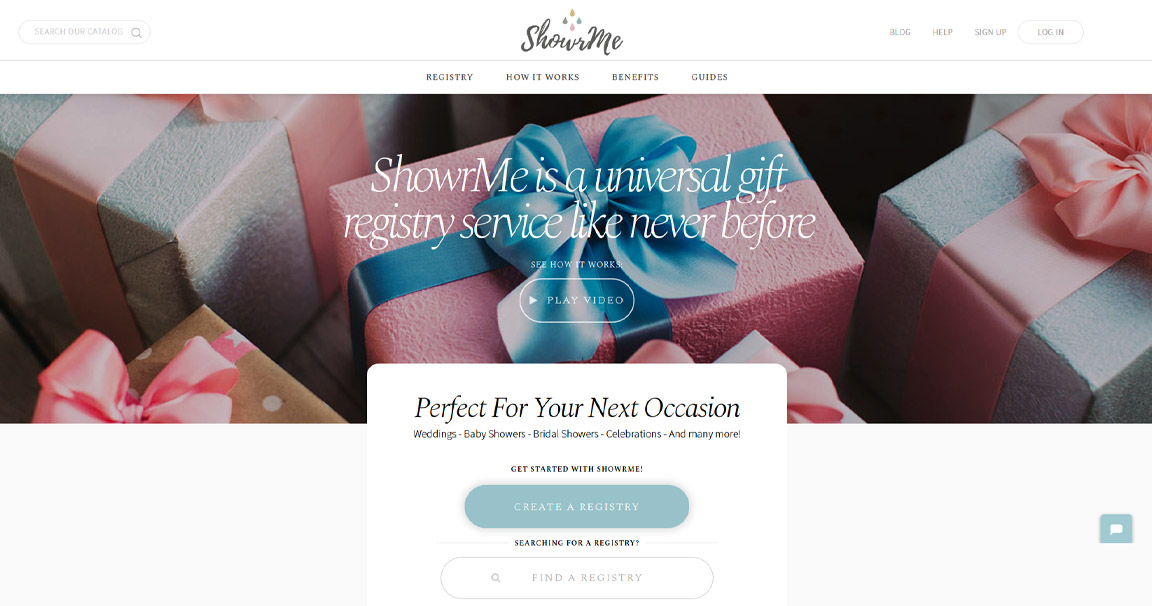 SEARCH OUR CATALOG
ShowrMe
BLOG HELP SIGN UP LOG IN
REGISTRY HOW IT WORKS BENEFITS GUIDES
ShowrMe is a universal gift
registry service like never before
SEE HOW IT WORKS:
PLAY VIDEO
Perfect For Your Next Occasion
Weddings - Baby Showers - Bridal Showers - Celebrations - And many more!
GET STARTED WITH SHOWRME!
CREATE A REGISTRY
SEARCHING FOR A REGISTRY?
FIND A REGISTRY